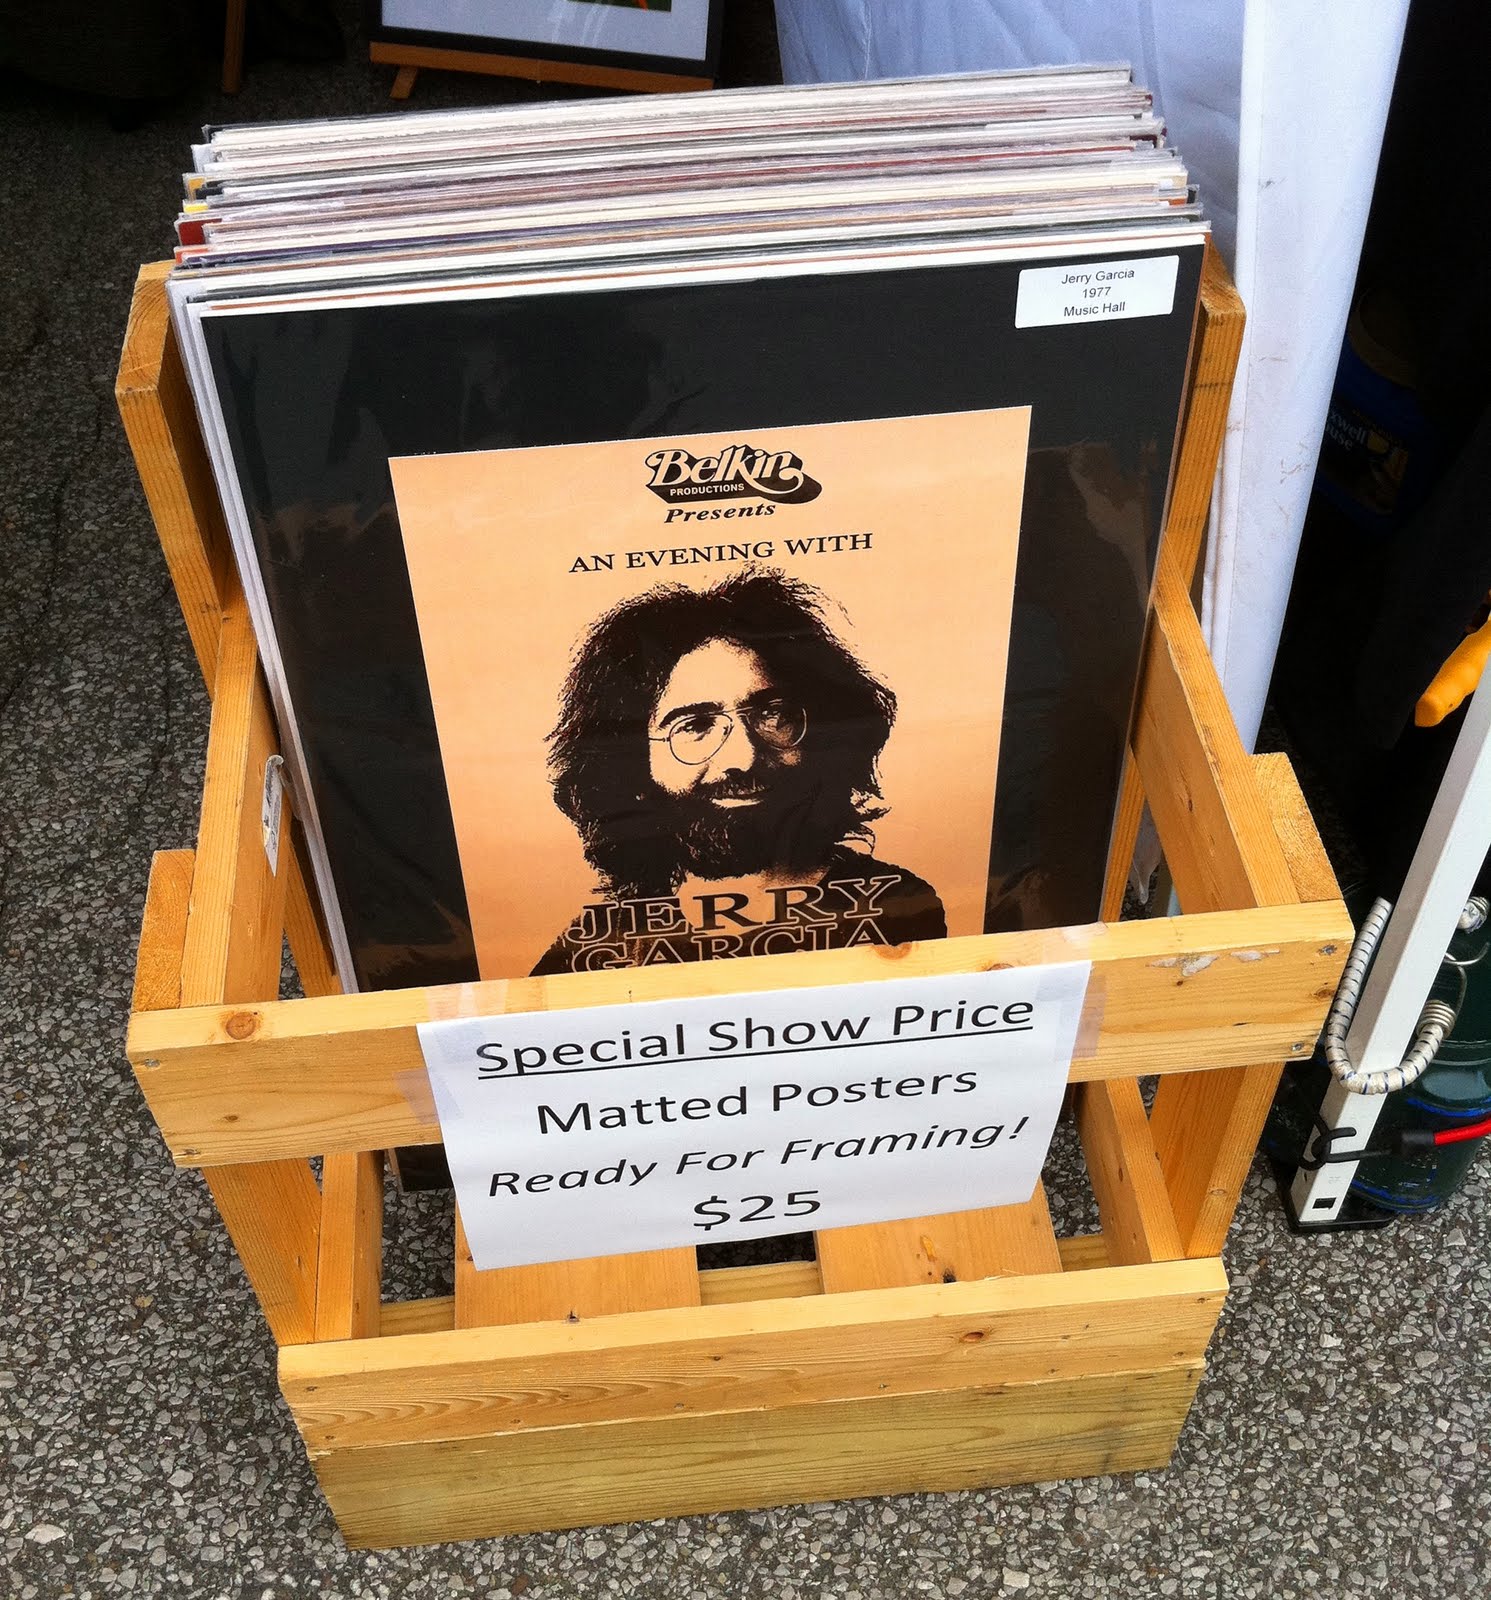 Jerry Garcia
1977
Music Hall
Belkin
PRODUCTIONS
Presents
AN EVENING WITH
JERRY
GARCIA
Special Show Price
Matted Posters
Ready For Framing!
$25